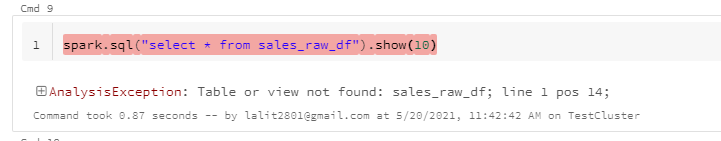 Cmd 9
1 spark.sql("select * from sales_raw_df").show(10)
AnalysisException: Table or view not found: sales_raw_df; line 1 pos 14;
Command took 0.87 seconds -- by lalit2801@gmail.com at 5/20/2021, 11:42:42 AM on TestCluster